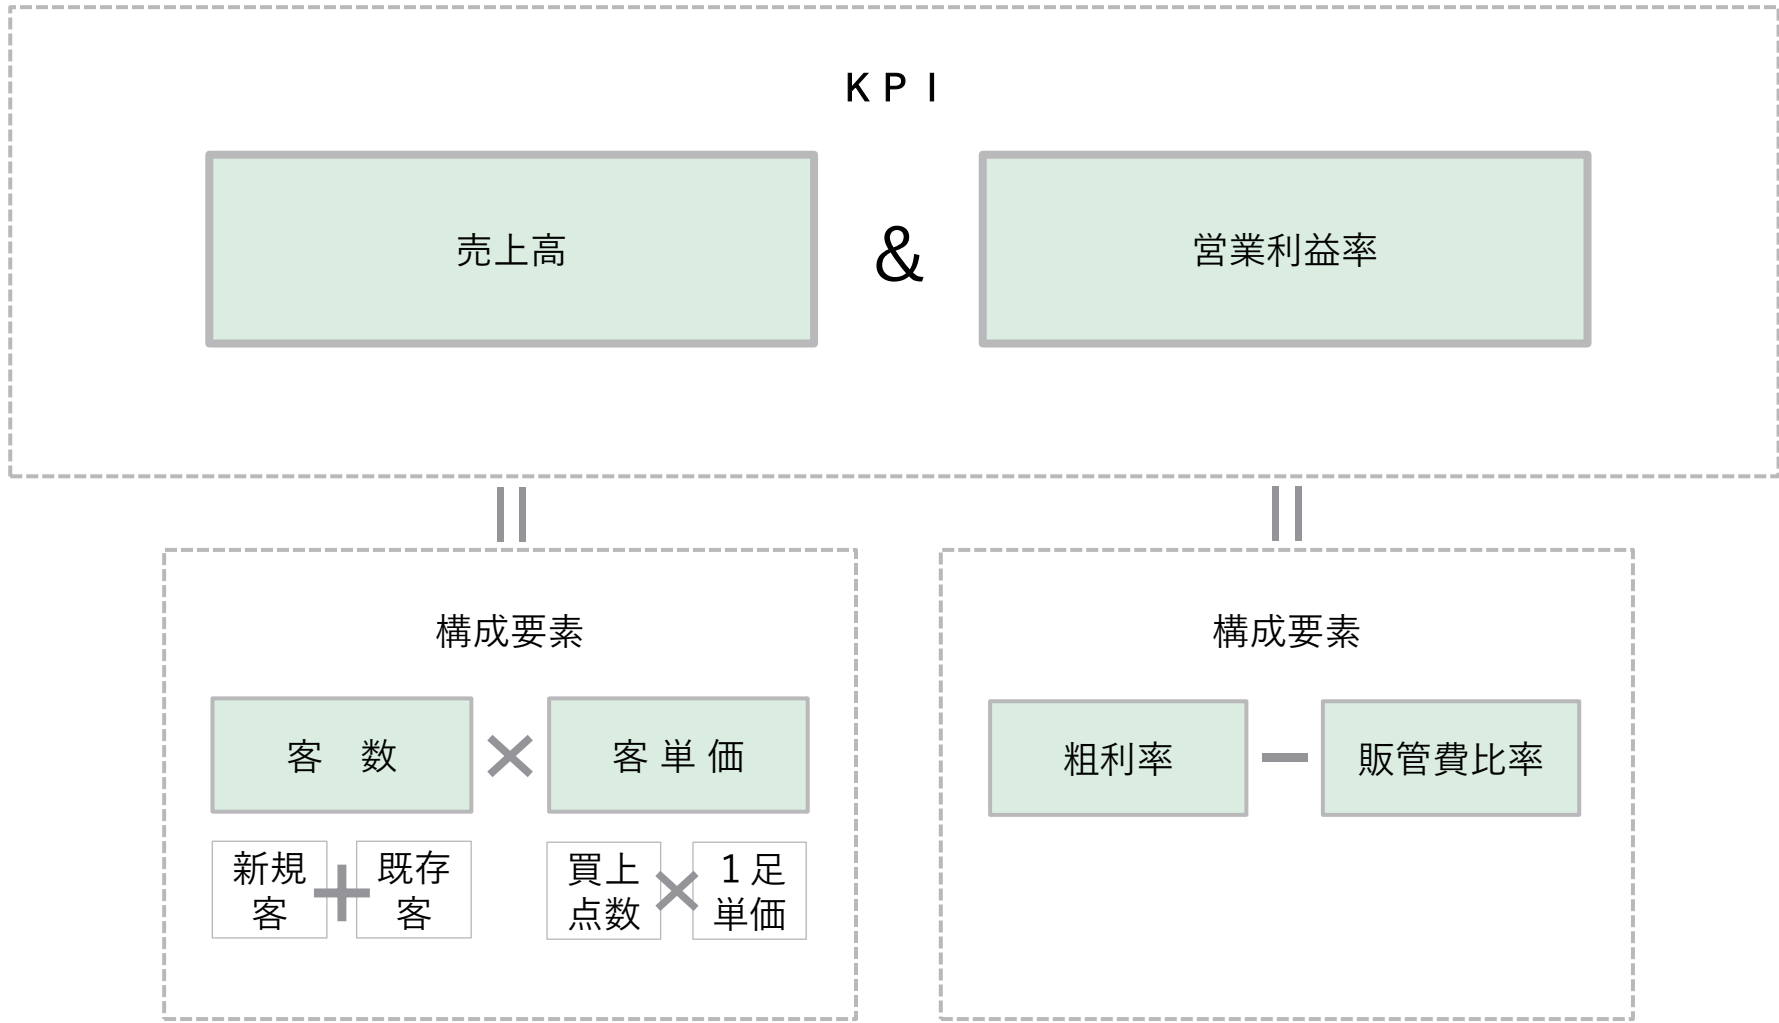 ＫＰＩ
売上高
&
営業利益率
構成要素
客　数
×
客 単 価
新規
客
+
既存
客
買上
点数
×
１足
単価
構成要素
粗利率
－
販管費比率